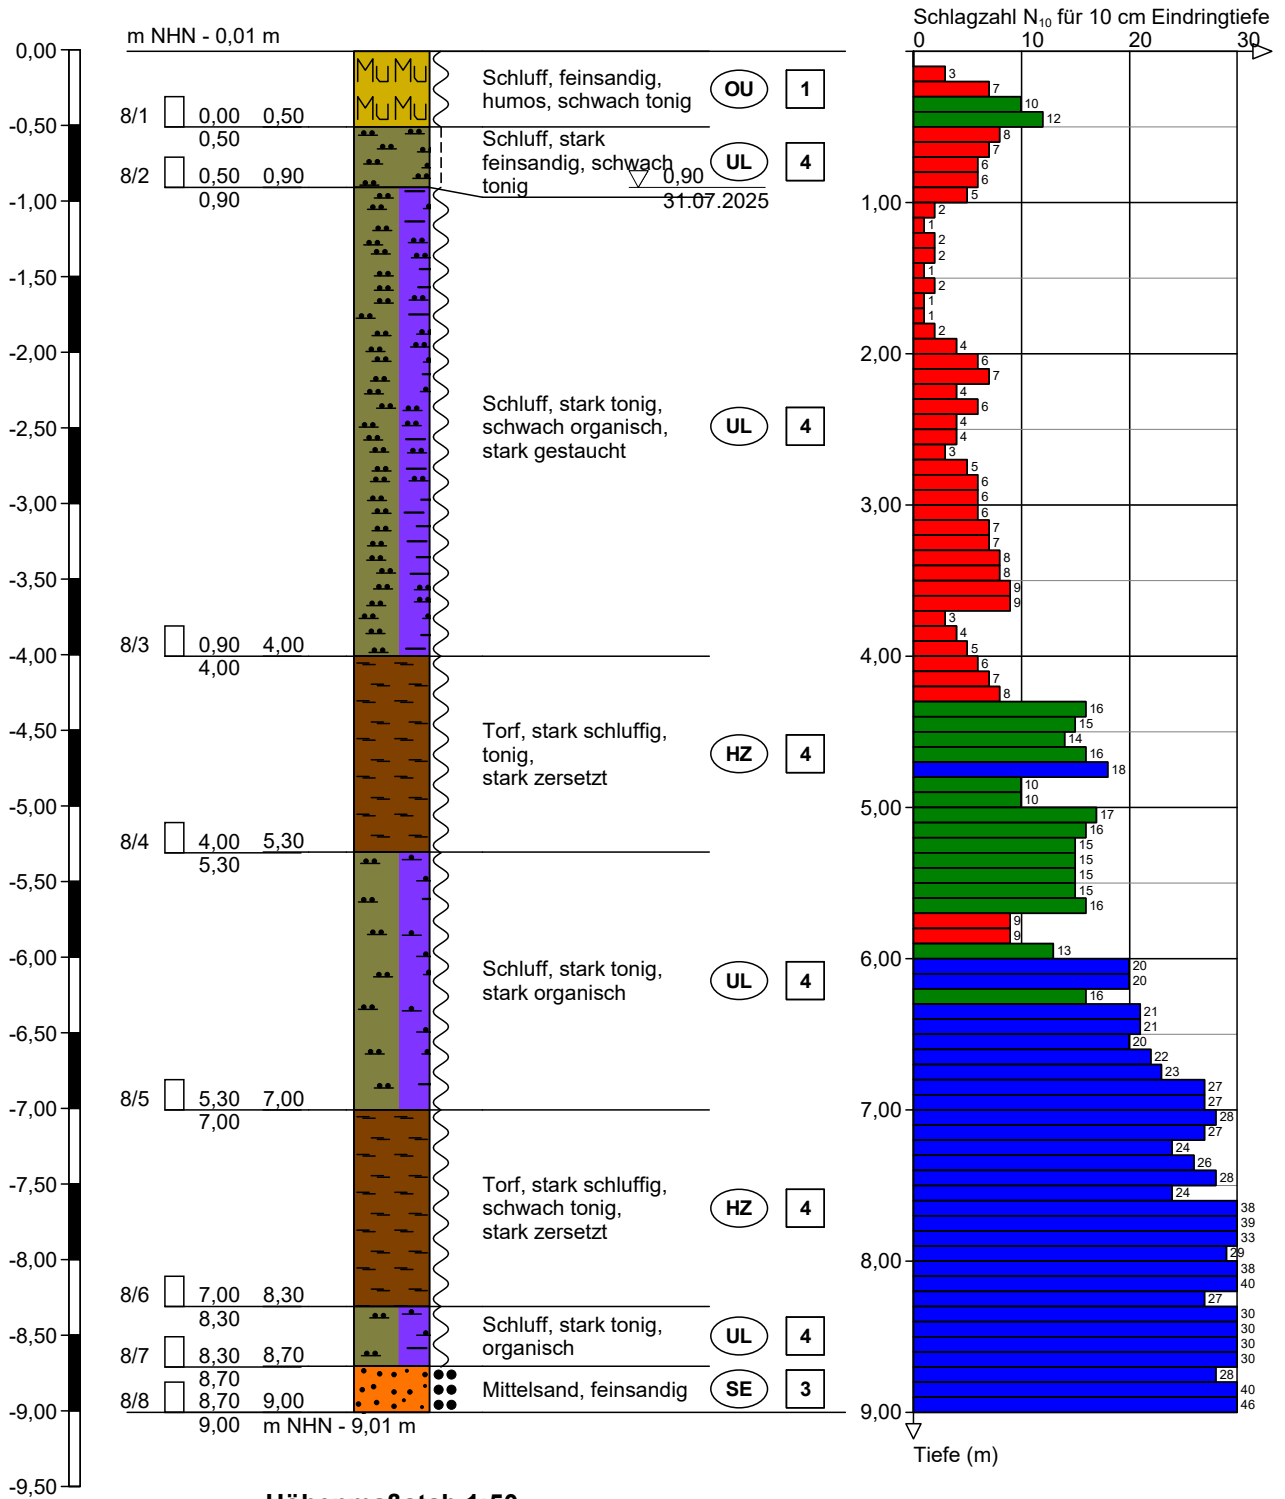 Schlagzahl N₁₀ für 10 cm Eindringtiefe
0 10 20 30
m NHN - 0,01 m
0,00
-0,50
-1,00
-1,50
-2,00
-2,50
-3,00
-3,50
-4,00
-4,50
-5,00
-5,50
-6,00
-6,50
-7,00
-7,50
-8,00
-8,50
-9,00
-9,50
8/1 0,00 0,50
0,50
8/2 0,50 0,90
0,90
8/3 0,90 4,00
4,00
8/4 4,00 5,30
5,30
8/5 5,30 7,00
7,00
8/6 7,00 8,30
8,30
8/7 8,30 8,70
8,70
8/8 8,70 9,00
9,00 m NHN - 9,01 m
Mu Mu
Mu Mu
Schluff, feinsandig,
humos, schwach tonig
OU 1
Schluff, stark
feinsandig, schwach
tonig
UL 4
0,90
31.07.2025
Schluff, stark tonig,
schwach organisch,
stark gestaucht
UL 4
Torf, stark schluffig,
tonig,
stark zersetzt
HZ 4
Schluff, stark tonig,
stark organisch
UL 4
Torf, stark schluffig,
schwach tonig,
stark zersetzt
HZ 4
Schluff, stark tonig,
organisch
UL 4
Mittelsand, feinsandig
SE 3
3
7
10
12
8
7
6
6
5
1,00
2
1
2
2
1
2
1
1
2
4
2,00
6
7
4
6
4
4
3
5
6
6
3,00
6
7
7
8
8
9
9
3
4
5
4,00
6
7
8
16
15
14
16
18
10
10
5,00
17
16
15
15
15
15
16
9
9
13
6,00
20
20
16
21
21
20
22
23
27
27
7,00
28
27
24
26
28
24
38
39
33
29
8,00
38
40
27
30
30
30
30
28
40
46
9,00
Tiefe (m)
Höhenmaßstab 1:50